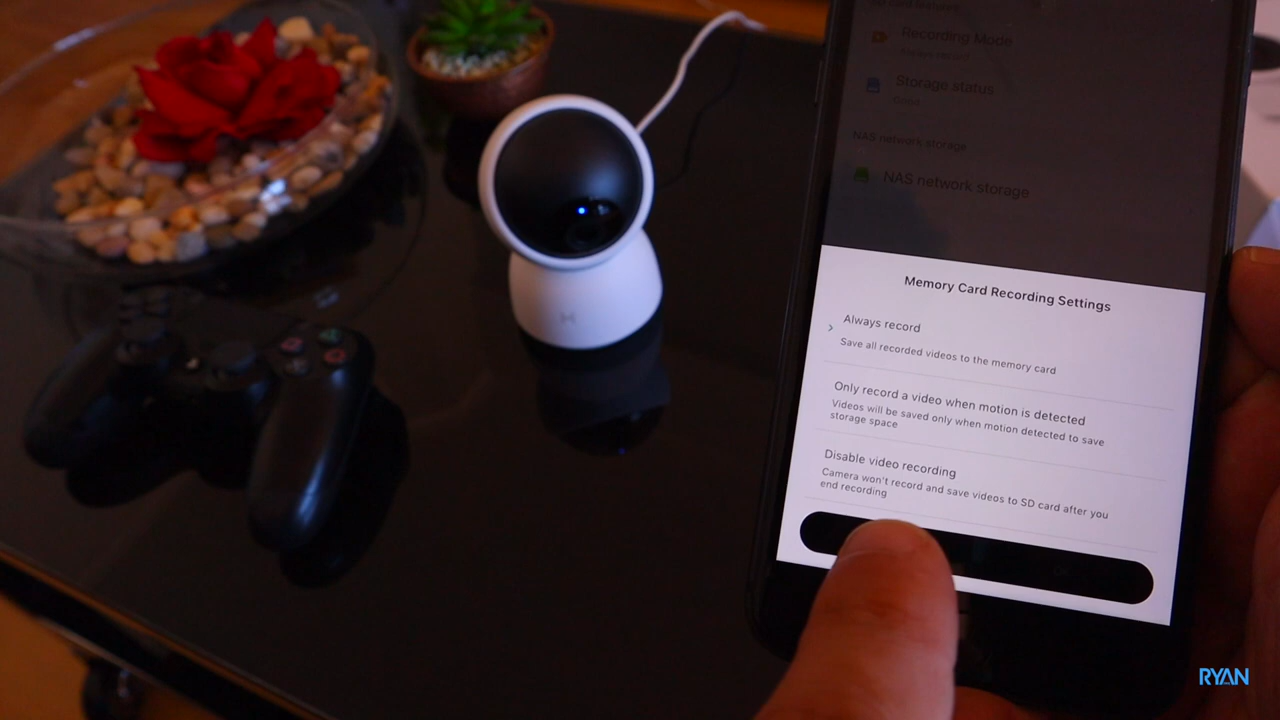 Recording Mode
Always record
Storage status
NAS network storage
NAS network storage
Memory Card Recording Settings
Always record
Save all recorded videos to the memory card
Only record a video when motion is detected
Videos will be saved only when motion detected to save
storage space
Disable video recording
Camera won't record and save videos to SD card after you
end recording
RYAN